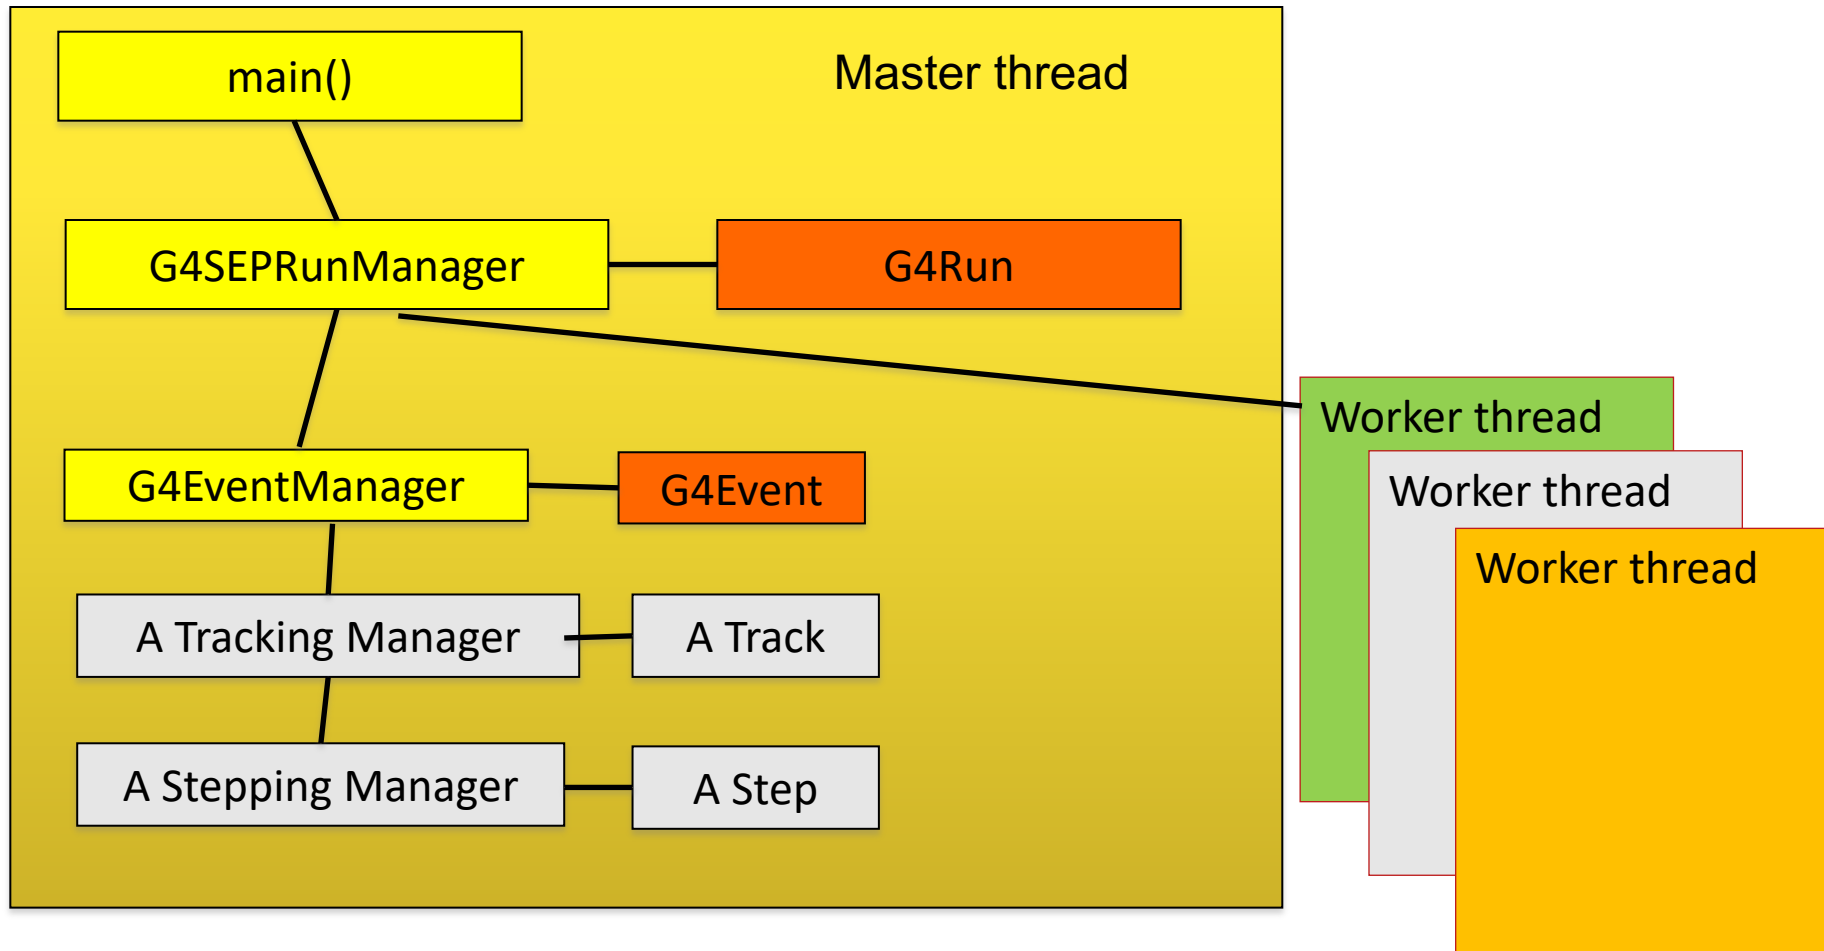 main()
Master thread
G4SEPRunManager
G4Run
Worker thread
G4EventManager
G4Event
Worker thread
Worker thread
A Tracking Manager
A Track
A Stepping Manager
A Step